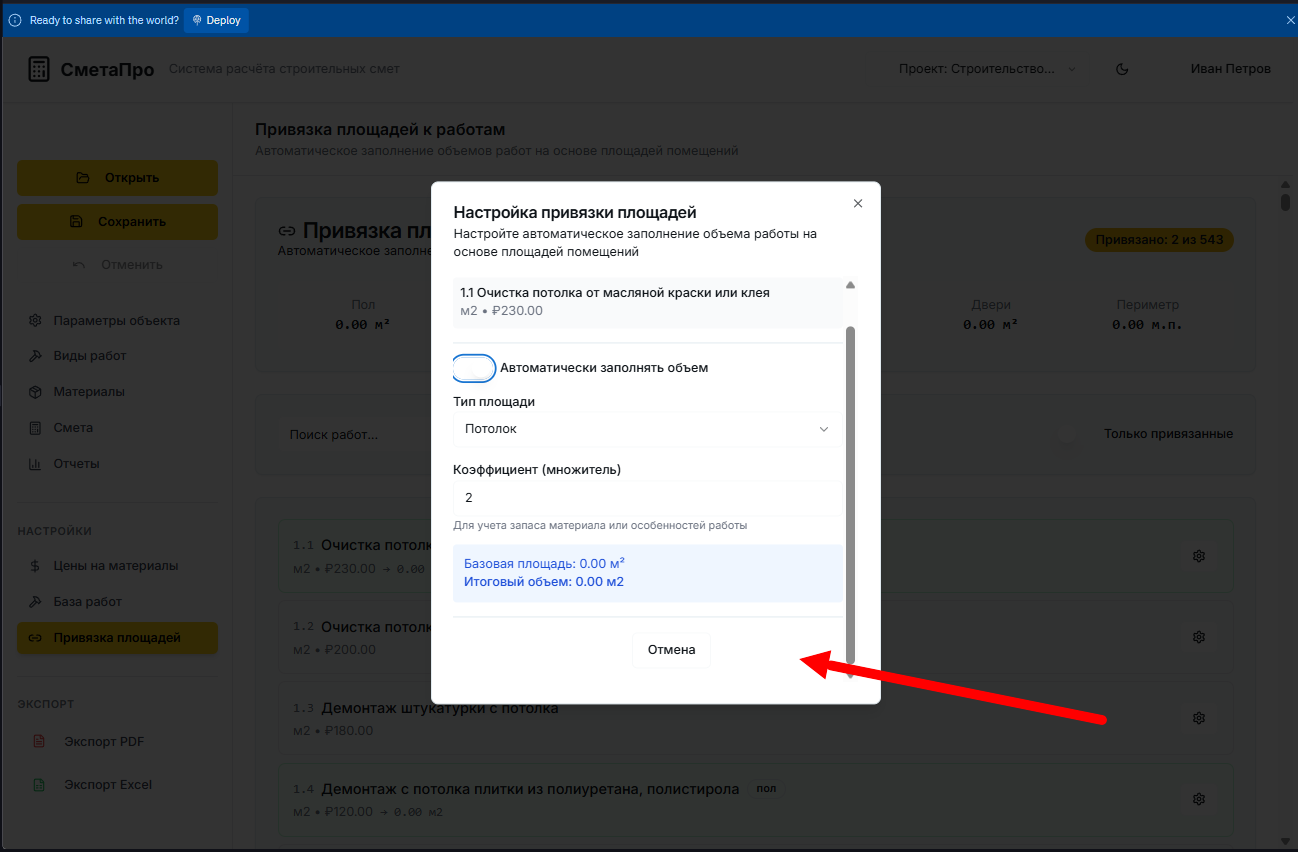 Ready to share with the world?
Deploy
СметаПро
Система расчёта строительных смет
Проект: Строительство...
Иван Петров
Открыть
Сохранить
Отменить
Параметры объекта
Виды работ
Материалы
Смета
Отчеты
НАСТРОЙКИ
Цены на материалы
База работ
Привязка площадей
ЭКСПОРТ
Экспорт PDF
Экспорт Excel
Привязка площадей к работам
Автоматическое заполнение объемов работ на основе площадей помещений
Привязка пл
Автоматическое заполне
Привязано: 2 из 543
Пол
0.00 м²
Двери
0.00 м²
Периметр
0.00 м.п.
Поиск работ...
Только привязанные
1.1 Очистка потолк
м2 • ₽230.00 → 0.00
1.2 Очистка потолк
м2 • ₽200.00
1.3 Демонтаж штукатурки с потолка
м2 • ₽180.00
1.4 Демонтаж с потолка плитки из полиуретана, полистирола пол
м2 • ₽120.00 → 0.00 м2
Настройка привязки площадей
Настройте автоматическое заполнение объема работы на
основе площадей помещений
1.1 Очистка потолка от масляной краски или клея
м2 • ₽230.00
Автоматически заполнять объем
Тип площади
Потолок
Коэффициент (множитель)
2
Для учета запаса материала или особенностей работы
Базовая площадь: 0.00 м²
Итоговый объем: 0.00 м2
Отмена